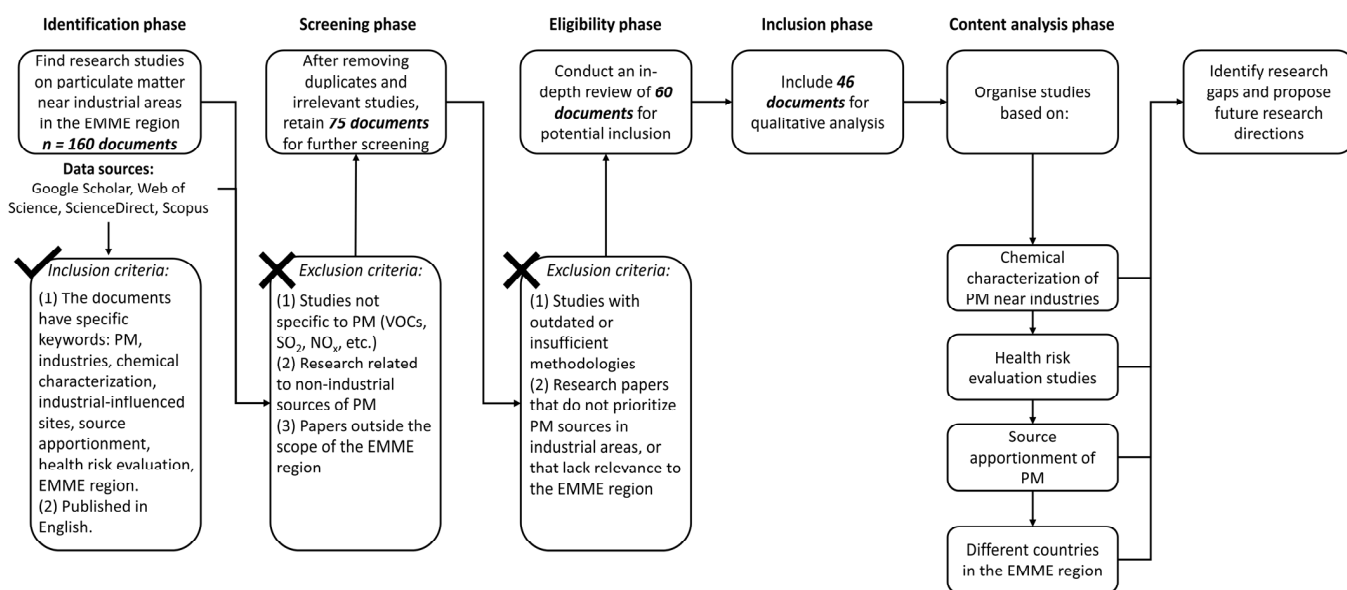 Identification phase
Find research studies
on particulate matter
near industrial areas
in the EMME region
n = 160 documents
Data sources:
Google Scholar, Web of
Science, ScienceDirect, Scopus
Inclusion criteria:
(1) The documents
have specific
keywords: PM,
industries, chemical
characterization,
industrial-influenced
sites, source
apportionment,
health risk evaluation,
EMME region.
(2) Published in
English.
Screening phase
After removing
duplicates and
irrelevant studies,
retain 75 documents
for further screening
Exclusion criteria:
(1) Studies not
specific to PM (VOCs,
SO₂, NOₓ, etc.)
(2) Research related
to non-industrial
sources of PM
(3) Papers outside the
scope of the EMME
region
Eligibility phase
Conduct an in-
depth review of 60
documents for
potential inclusion
Exclusion criteria:
(1) Studies with
outdated or
insufficient
methodologies
(2) Research papers
that do not prioritize
PM sources in
industrial areas, or
that lack relevance to
the EMME region
Inclusion phase
Include 46
documents for
qualitative analysis
Content analysis phase
Organise studies
based on:
Chemical
characterization of
PM near industries
Health risk
evaluation studies
Source
apportionment of
PM
Different countries
in the EMME region
Identify research
gaps and propose
future research
directions